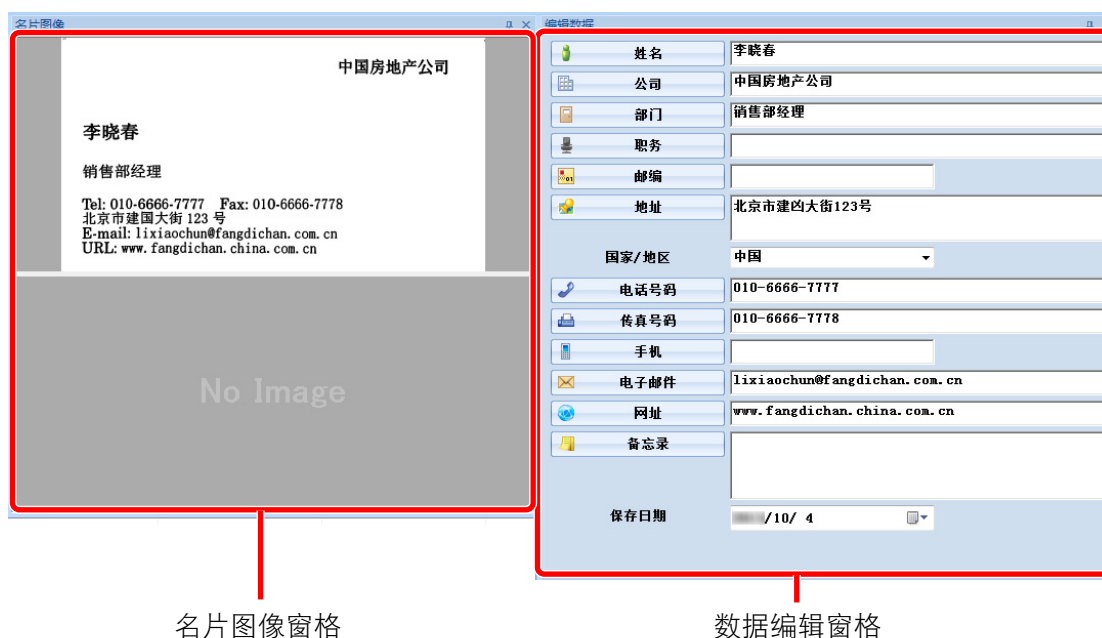 名片图像
中国房地产公司
李晓春
销售部经理
Tel: 010-6666-7777 Fax: 010-6666-7778
北京市建国大街 123 号
E-mail: lixiaochun@fangdichan.com.cn
URL: www.fangdichan.china.com.cn
No Image
名片图像窗格
编辑数据
姓名 李晓春
公司 中国房地产公司
部门 销售部经理
职务
邮编
地址 北京市建凶大街123号
国家/地区 中国
电话号码 010-6666-7777
传真号码 010-6666-7778
手机
电子邮件 lixiaochun@fangdichan.com.cn
网址 www.fangdichan.china.com.cn
备忘录
保存日期 /10/ 4
数据编辑窗格